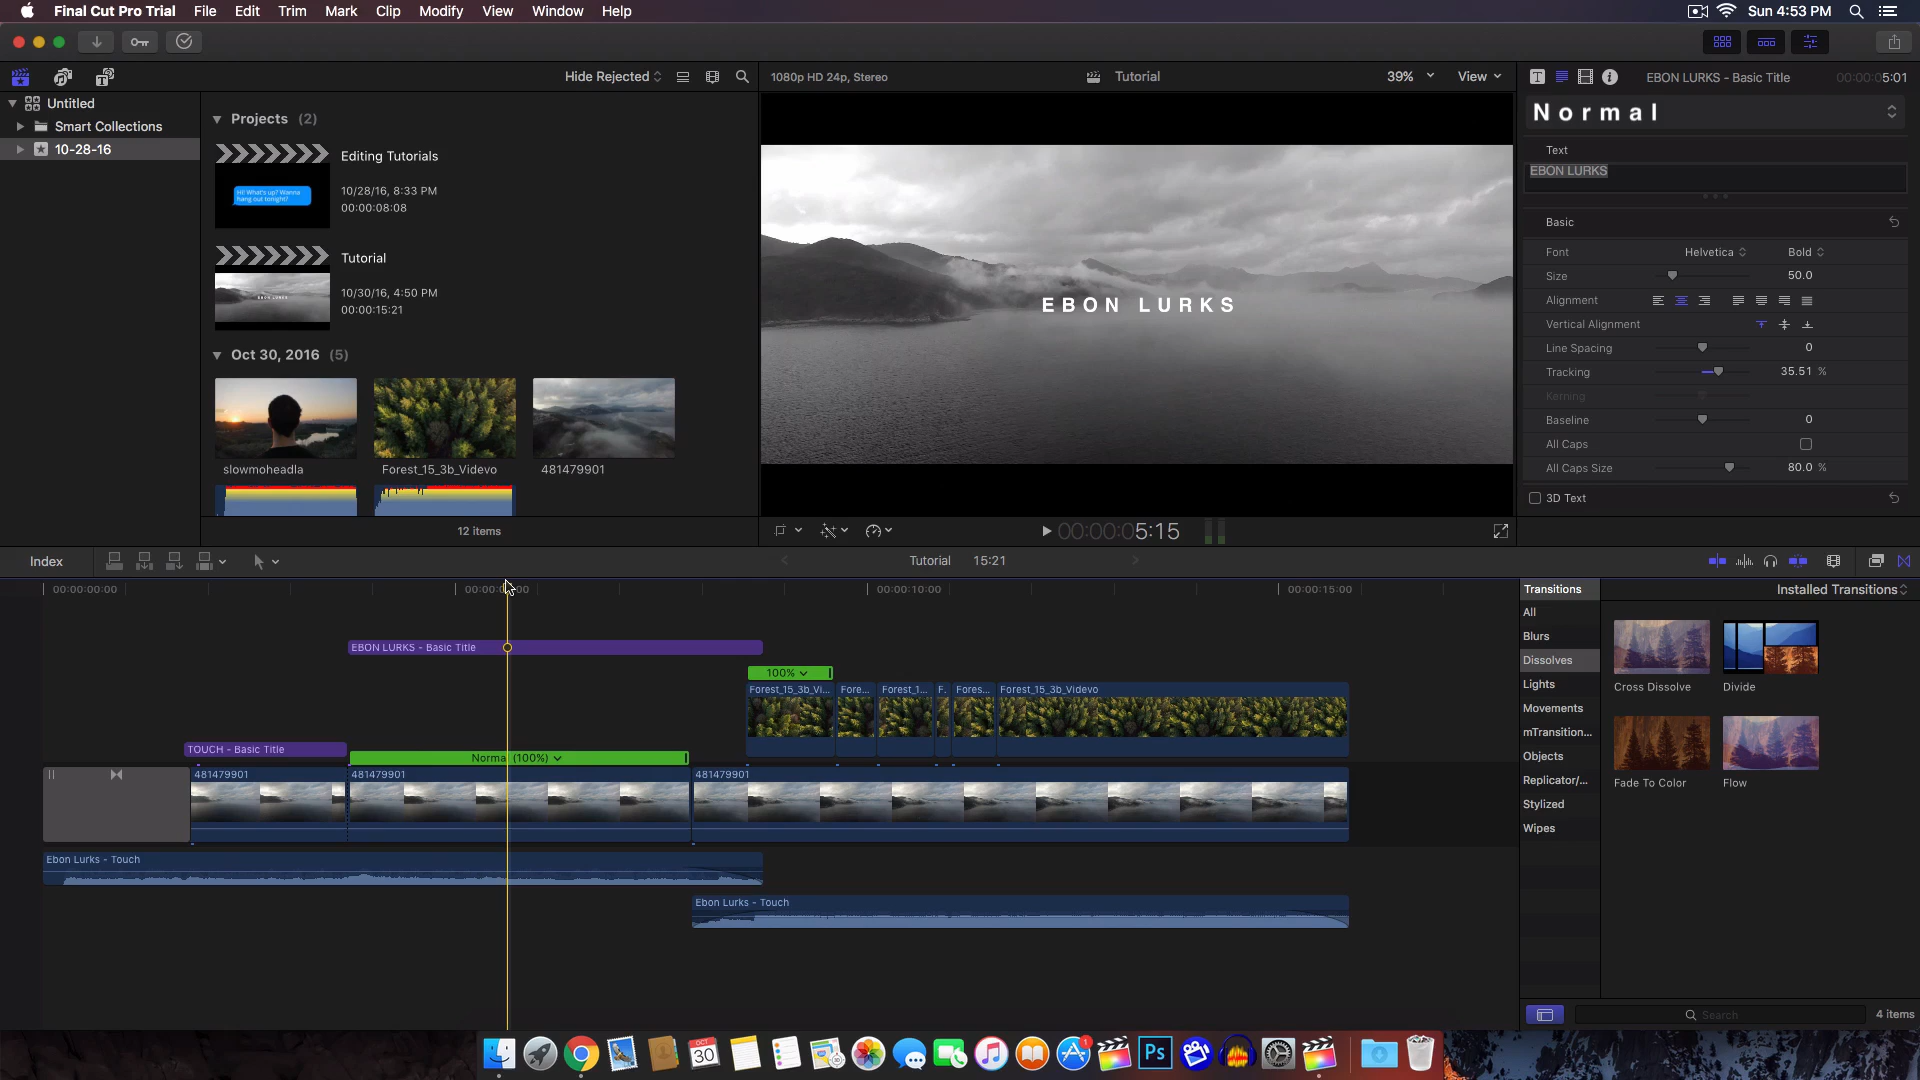 Final Cut Pro Trial File Edit Trim Mark Clip Modify View Window Help Sun 4:53 PM
Hide Rejected
1080p HD 24p, Stereo Tutorial 39% View
EBON LURKS - Basic Title 00:00:05:01
Untitled
Smart Collections
10-28-16
Projects (2)
Editing Tutorials
10/28/16, 8:33 PM
00:00:08:08
Hi! What's up? Wanna
hang out tonight?
Tutorial
10/30/16, 4:50 PM
00:00:15:21
Oct 30, 2016 (5)
slowmoheadla Forest_15_3b_Videvo 481479901
12 items
EBON LURKS
00:00:05:15
Normal
Text
EBON LURKS
Basic
Font Helvetica Bold
Size 50.0
Alignment
Vertical Alignment
Line Spacing 0
Tracking 35.51 %
Kerning
Baseline 0
All Caps
All Caps Size 80.0 %
3D Text
Index Tutorial 15:21
00:00:00:00 00:00:10:00 00:00:15:00
EBON LURKS - Basic Title
100%
Forest_15_3b_Vi... Fore... Forest_1... F. Fores... Forest_15_3b_Videvo
TOUCH - Basic Title
Normal (100%)
481479901 481479901 481479901
Ebon Lurks - Touch
Ebon Lurks - Touch
Transitions Installed Transitions
All
Blurs
Dissolves
Lights
Movements
mTransition...
Objects
Replicator/...
Stylized
Wipes
Cross Dissolve Divide
Fade To Color Flow
Search 4 items
OCT
30
1
Ps